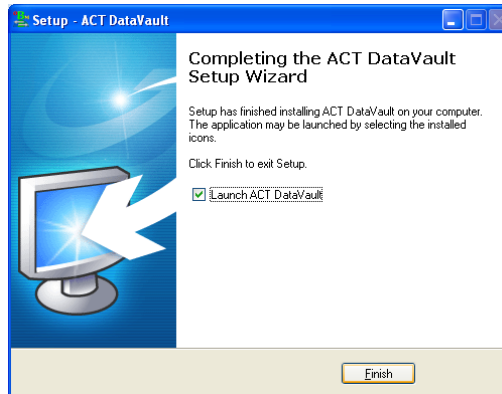 Setup - ACT DataVault
Completing the ACT DataVault
Setup Wizard
Setup has finished installing ACT DataVault on your computer.
The application may be launched by selecting the installed
icons.
Click Finish to exit Setup.
Launch ACT DataVault
Finish